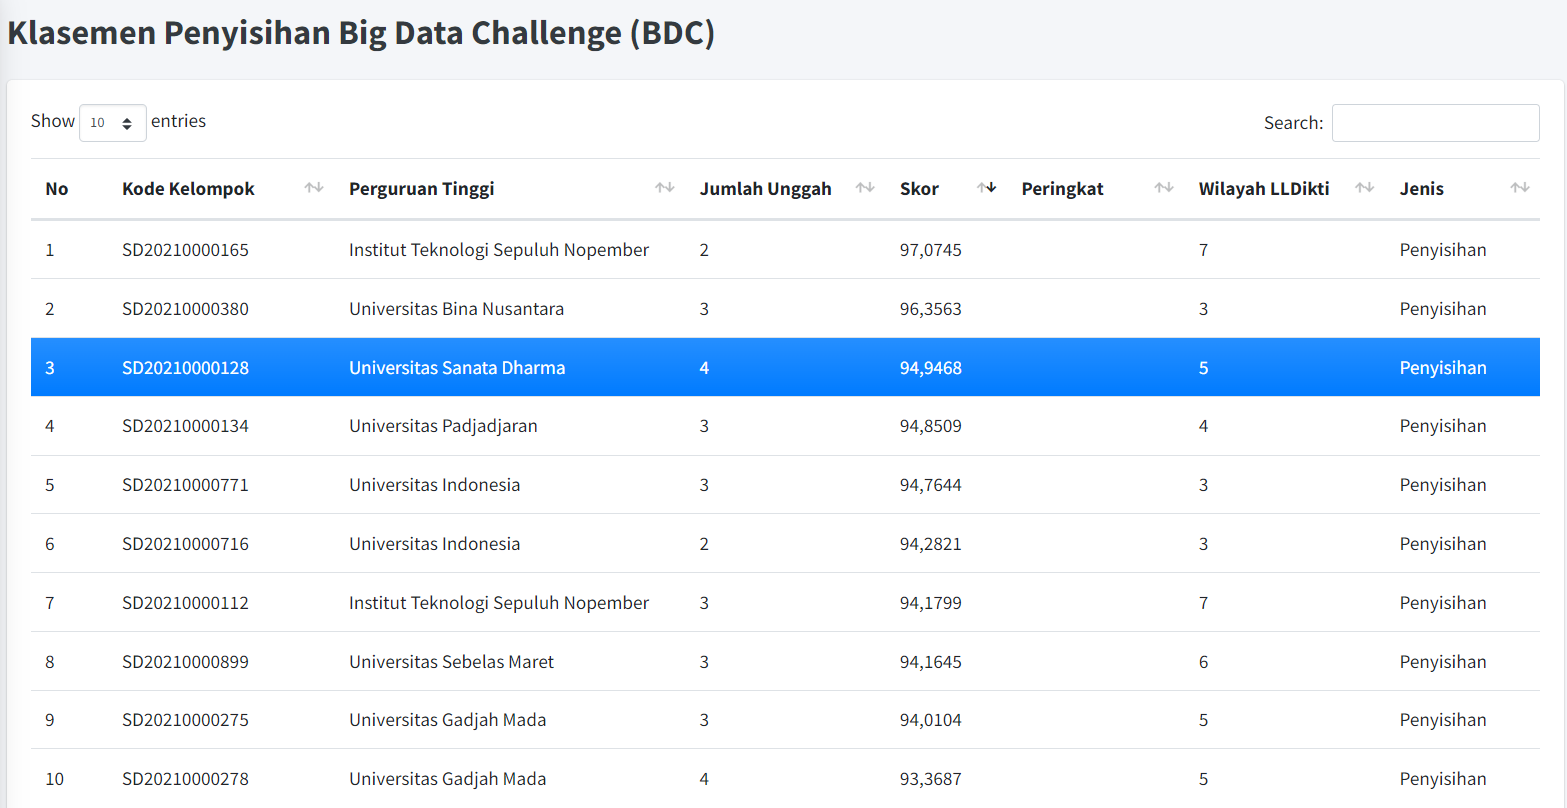 Klasemen Penyisihan Big Data Challenge (BDC)
Show 10 entries Search:
No Kode Kelompok Perguruan Tinggi Jumlah Unggah Skor Peringkat Wilayah LLDikti Jenis
1 SD20210000165 Institut Teknologi Sepuluh Nopember 2 97,0745 7 Penyisihan
2 SD20210000380 Universitas Bina Nusantara 3 96,3563 3 Penyisihan
3 SD20210000128 Universitas Sanata Dharma 4 94,9468 5 Penyisihan
4 SD20210000134 Universitas Padjadjaran 3 94,8509 4 Penyisihan
5 SD20210000771 Universitas Indonesia 3 94,7644 3 Penyisihan
6 SD20210000716 Universitas Indonesia 2 94,2821 3 Penyisihan
7 SD20210000112 Institut Teknologi Sepuluh Nopember 3 94,1799 7 Penyisihan
8 SD20210000899 Universitas Sebelas Maret 3 94,1645 6 Penyisihan
9 SD20210000275 Universitas Gadjah Mada 3 94,0104 5 Penyisihan
10 SD20210000278 Universitas Gadjah Mada 4 93,3687 5 Penyisihan